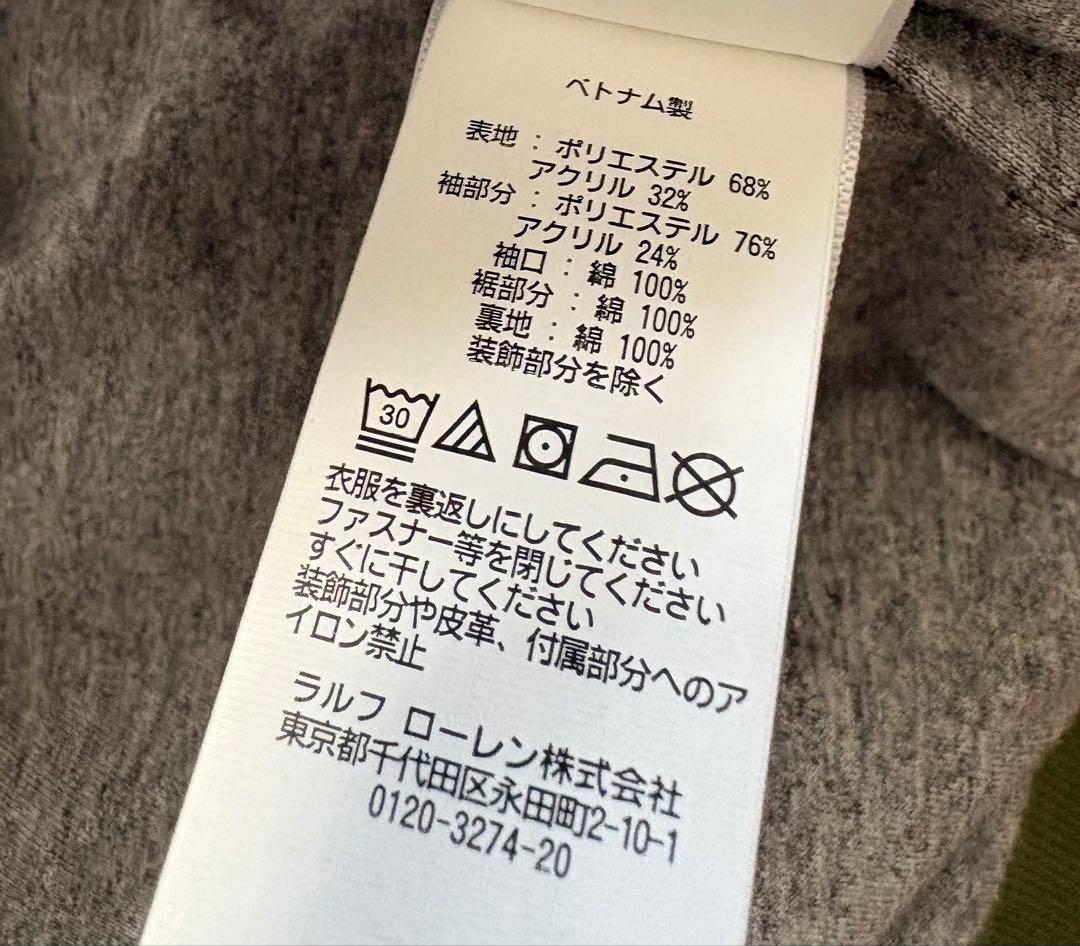 ベトナム製
表地 : ポリエステル 68%
アクリル 32%
袖部分 : ポリエステル 76%
アクリル 24%
袖口 : 綿 100%
裾部分 : 綿 100%
裏地 : 綿 100%
装飾部分を除く
30
衣服を裏返しにしてください
ファスナー等を閉じてください
すぐに干してください
装飾部分や皮革、付属部分へのア
イロン禁止
ラルフ ローレン株式会社
東京都千代田区永田町2-10-1
0120-3274-20